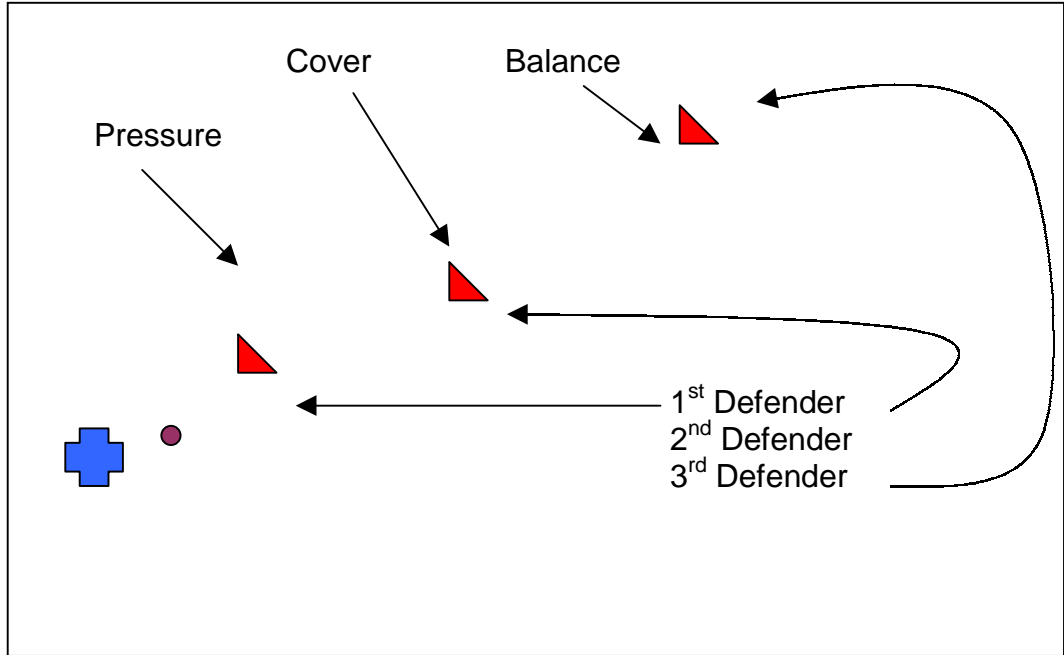 Cover
Balance
Pressure
1st Defender
2nd Defender
3rd Defender